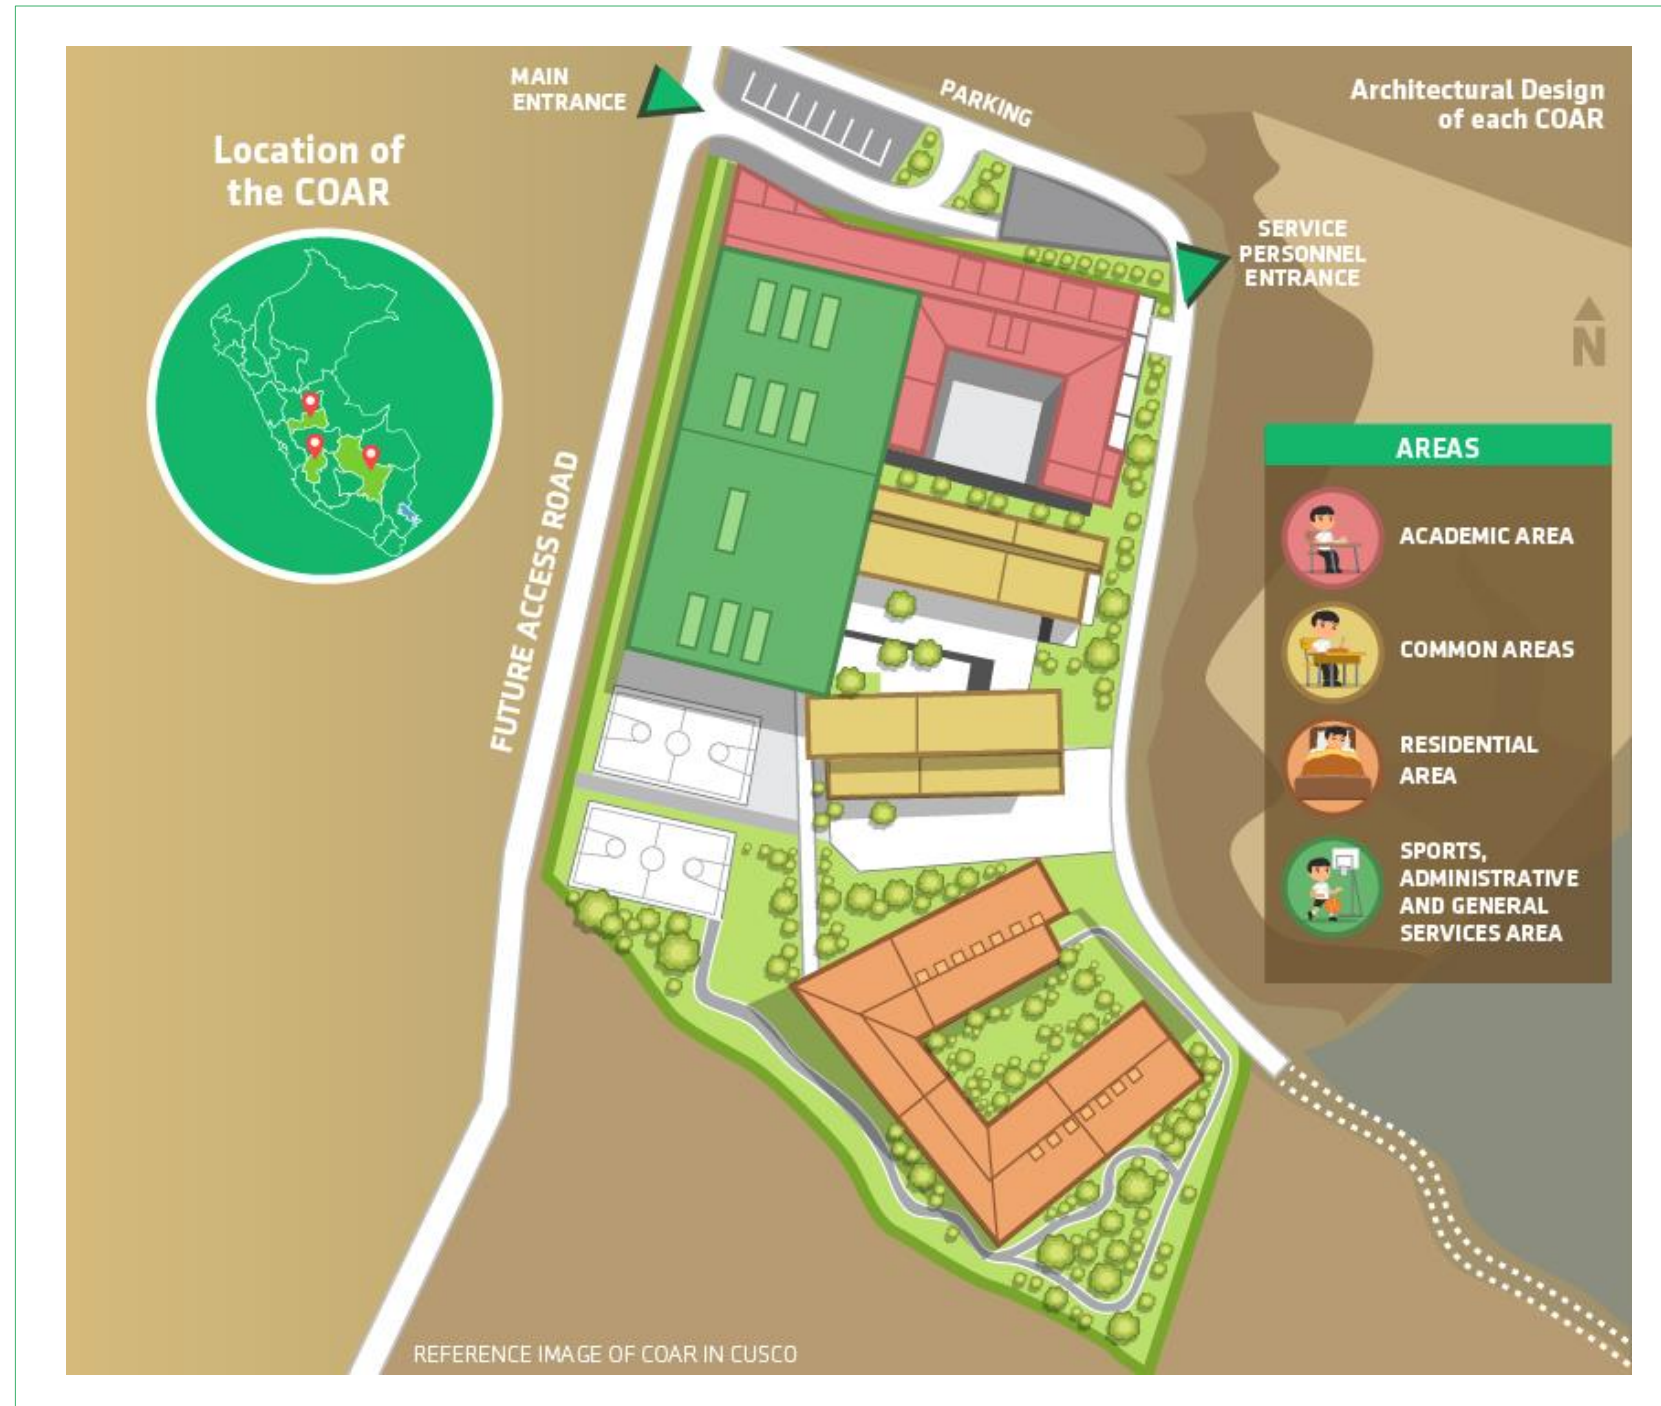 MAIN
ENTRANCE
PARKING
Architectural Design
of each COAR
Location of
the COAR
SERVICE
PERSONNEL
ENTRANCE
N
FUTURE ACCESS ROAD
AREAS
ACADEMIC AREA
COMMON AREAS
RESIDENTIAL
AREA
SPORTS,
ADMINISTRATIVE
AND GENERAL
SERVICES AREA
REFERENCE IMAGE OF COAR IN CUSCO